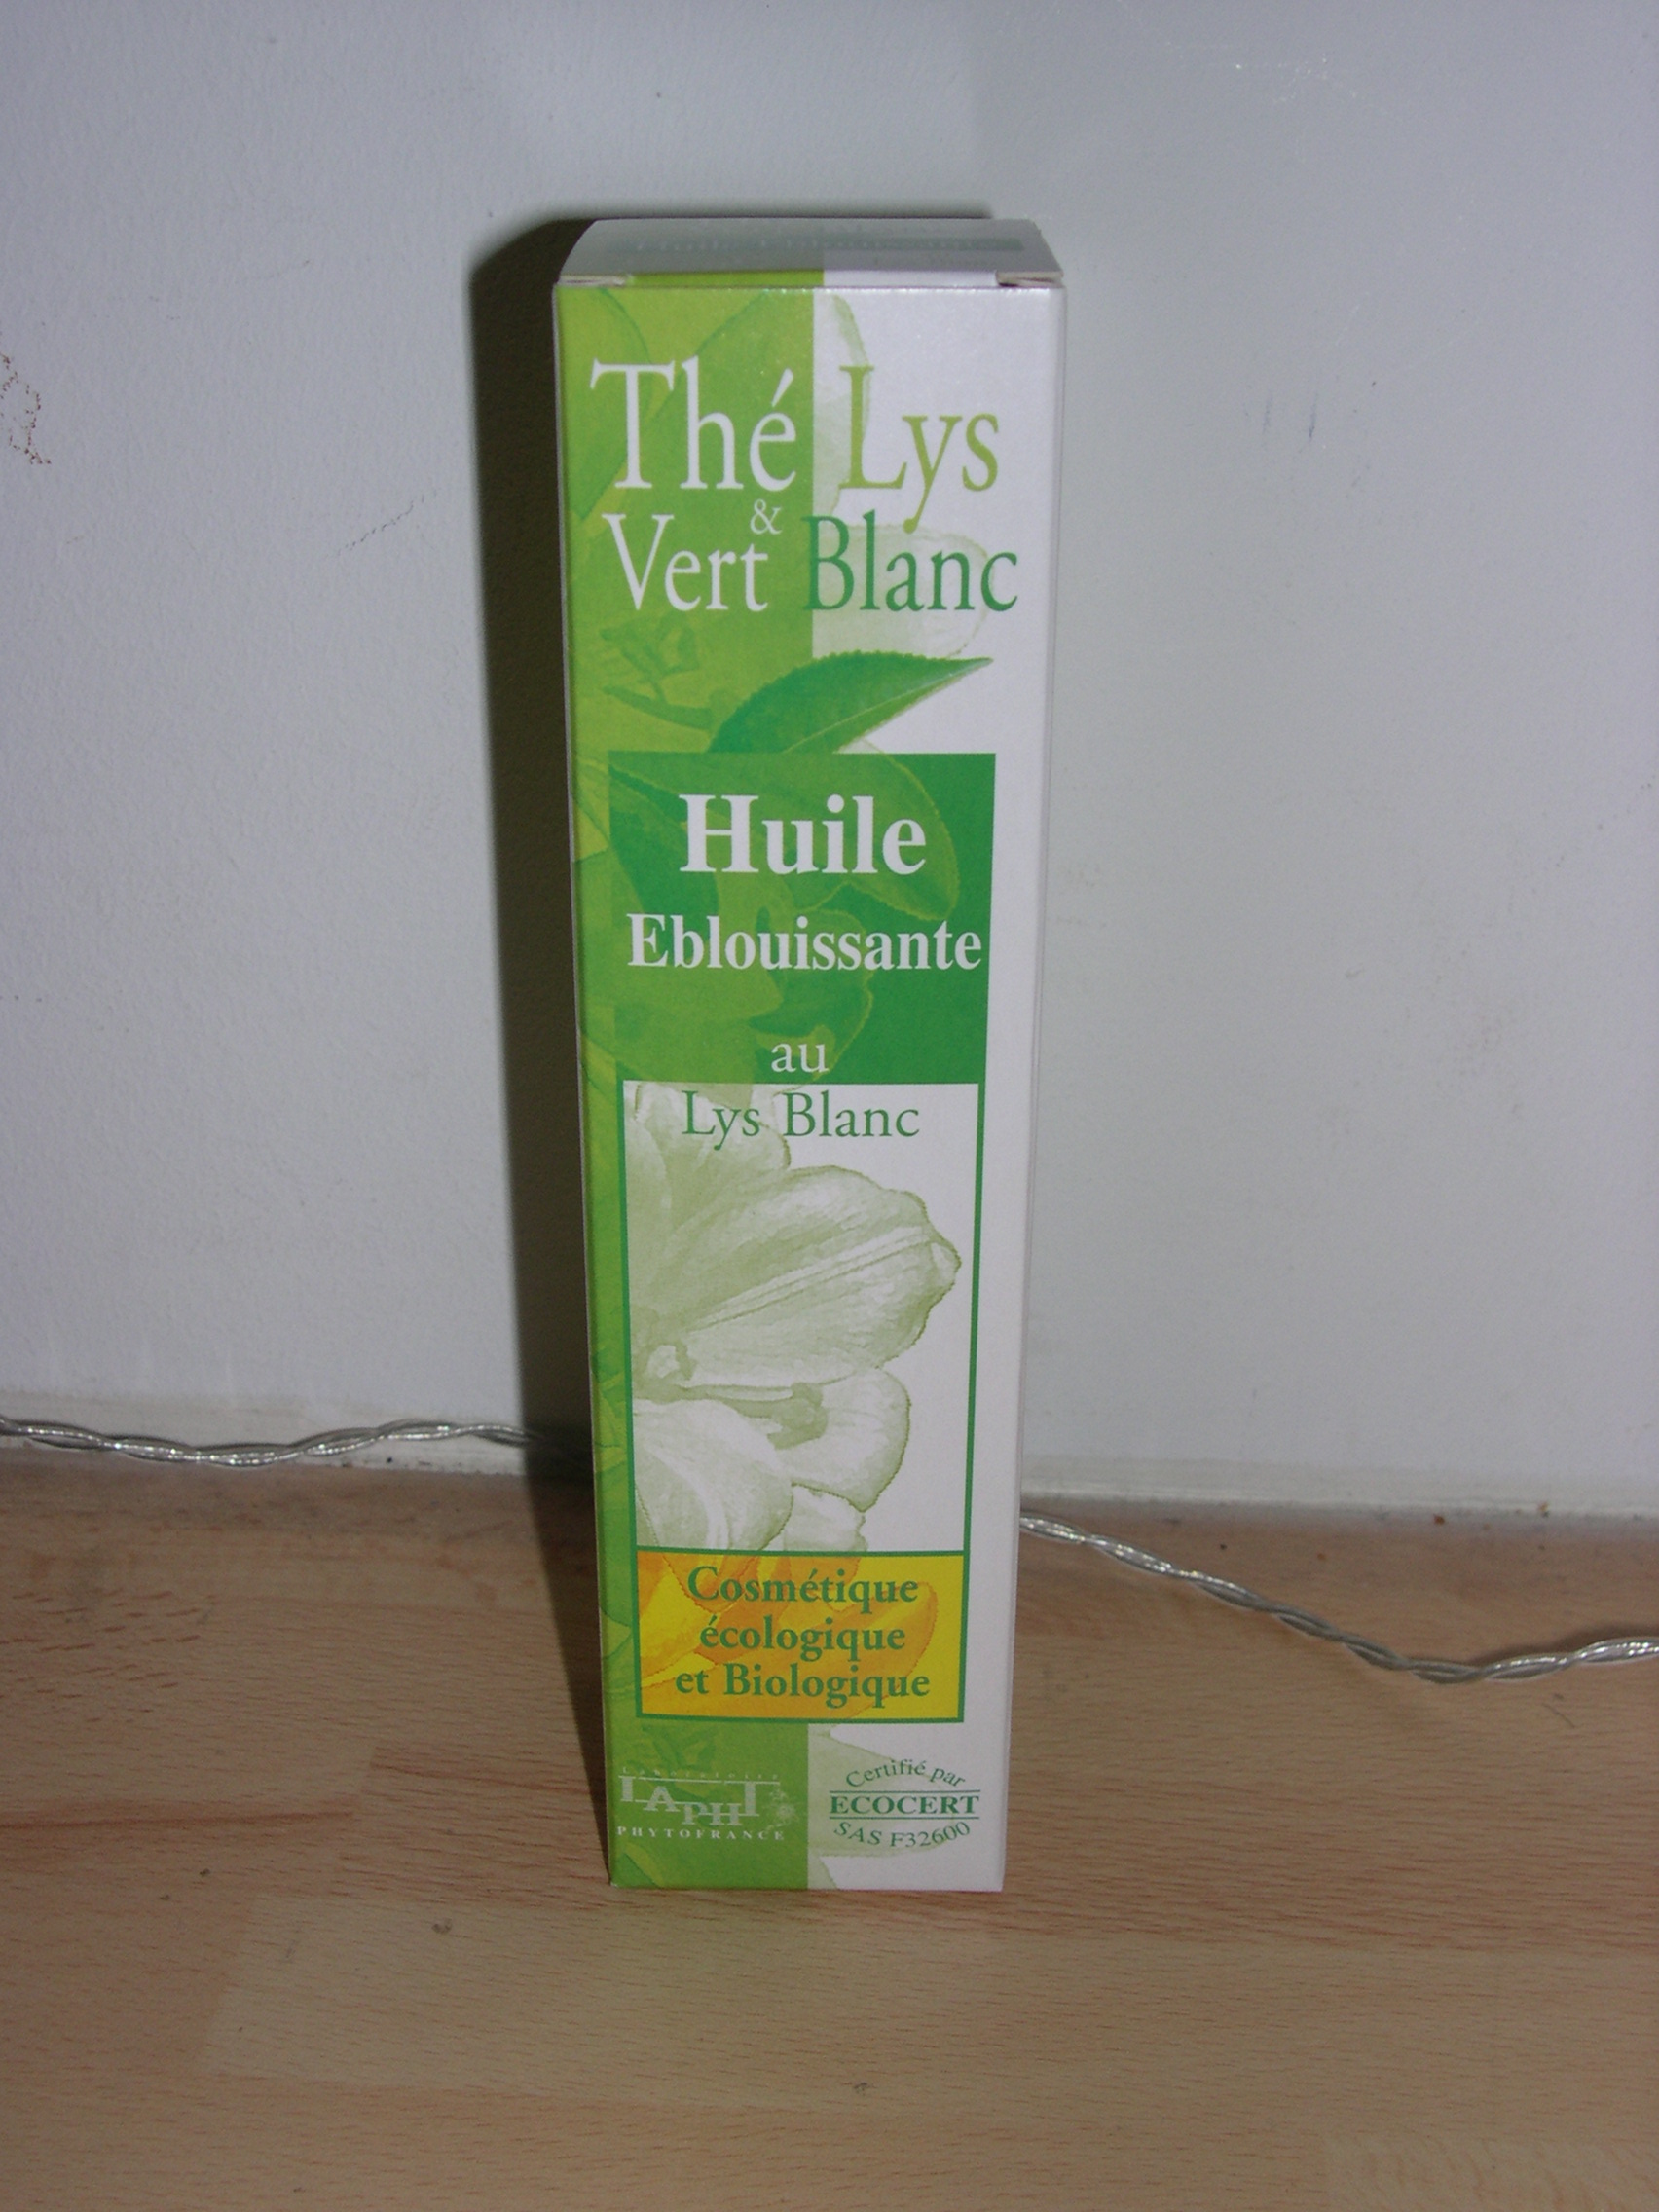 Thé Lys
&
Vert Blanc
Huile
Eblouissante
au
Lys Blanc
Cosmétique
écologique
et Biologique
Laboratoire
PHYTOFRANCE
Certifié par
ECOCERT
SAS F32600